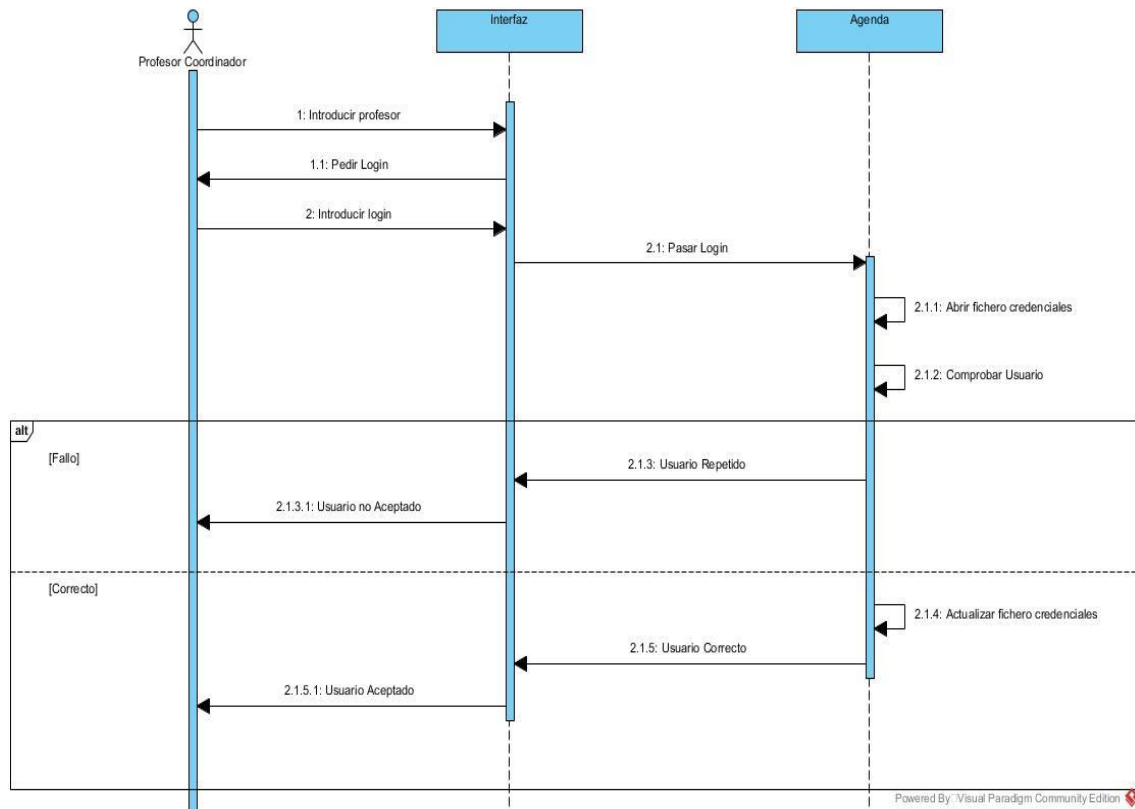 Interfaz
Agenda
Profesor Coordinador
1: Introducir profesor
1.1: Pedir Login
2: Introducir login
2.1: Pasar Login
2.1.1: Abrir fichero credenciales
2.1.2: Comprobar Usuario
alt
[Fallo]
2.1.3: Usuario Repetido
2.1.3.1: Usuario no Aceptado
[Correcto]
2.1.4: Actualizar fichero credenciales
2.1.5: Usuario Correcto
2.1.5.1: Usuario Aceptado
Powered By Visual Paradigm Community Edition